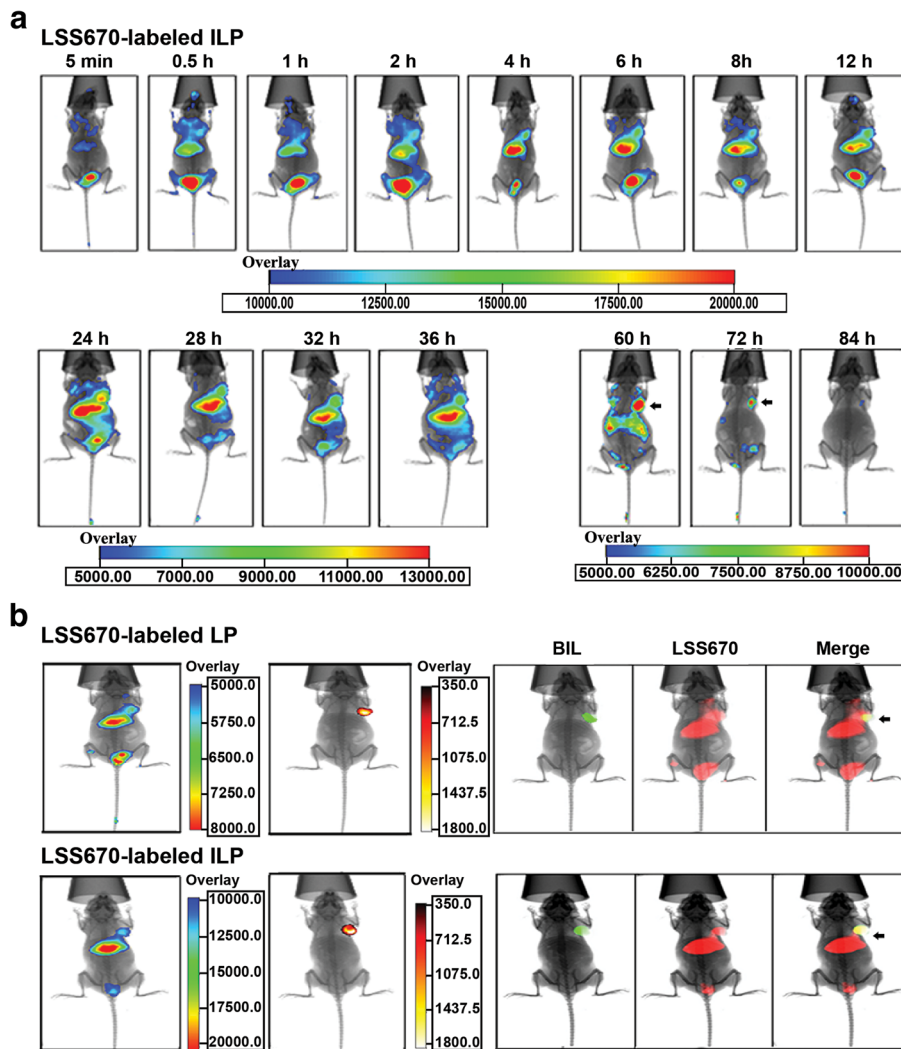 a
LSS670-labeled ILP
5 min 0.5 h 1 h 2 h 4 h 6 h 8h 12 h
Overlay
10000.00 12500.00 15000.00 17500.00 20000.00
24 h 28 h 32 h 36 h 60 h 72 h 84 h
Overlay Overlay
5000.00 7000.00 9000.00 11000.00 13000.00 5000.00 6250.00 7500.00 8750.00 10000.00
b
LSS670-labeled LP
BIL LSS670 Merge
Overlay Overlay
5000.0 350.0
5750.0 712.5
6500.0 1075.0
7250.0 1437.5
8000.0 1800.0
LSS670-labeled ILP
Overlay Overlay
10000.0 350.0
12500.0 712.5
15000.0 1075.0
17500.0 1437.5
20000.0 1800.0